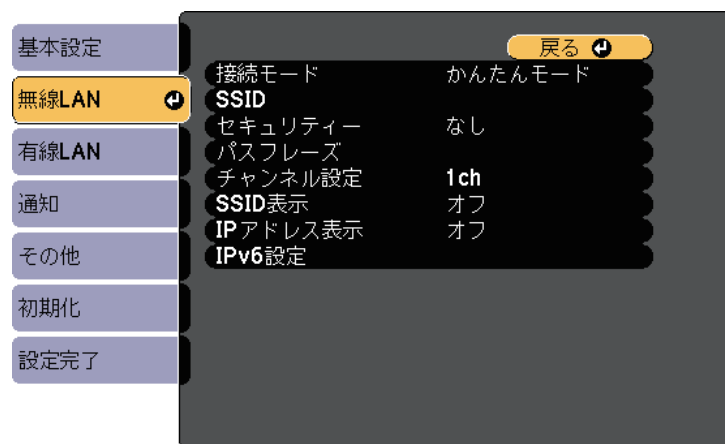 基本設定
無線LAN
有線LAN
通知
その他
初期化
設定完了
戻る
接続モード かんたんモード
SSID
セキュリティー なし
パスフレーズ
チャンネル設定 1ch
SSID表示 オフ
IPアドレス表示 オフ
IPv6設定